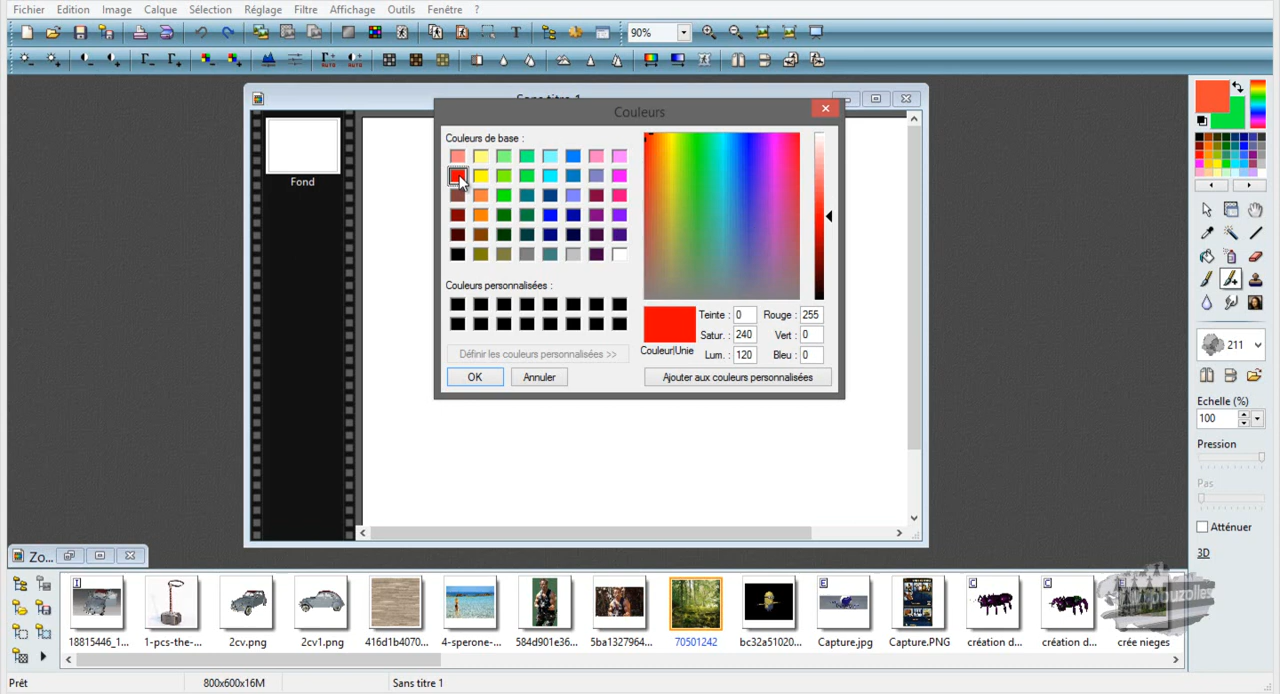 Fichier Edition Image Calque Sélection Réglage Filtre Affichage Outils Fenêtre ?
90%
AUTO AUTO
Couleurs
Couleurs de base :
Fond
Couleurs personnalisées :
Teinte : 0 Rouge : 255
Satur. : 240 Vert : 0
Couleur|Unie
Lum. : 120 Bleu : 0
Définir les couleurs personnalisées >>
OK Annuler Ajouter aux couleurs personnalisées
211
Echelle (%)
100
Pression
Pas
Atténuer
3D
Zo...
I E C C
18815446_1... 1-pcs-the-... 2cv.png 2cv1.png 416d1b4070... 4-sperone-... 584d901e36... 5ba1327964... 70501242 bc32a51020... Capture.jpg Capture.PNG création d... création d... crée nieges
Prêt 800x600x16M Sans titre 1